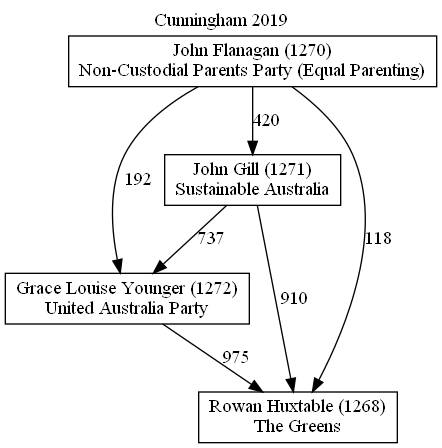 Cunningham 2019
John Flanagan (1270)
Non-Custodial Parents Party (Equal Parenting)
420
John Gill (1271)
Sustainable Australia
192
737
118
Grace Louise Younger (1272)
United Australia Party
910
975
Rowan Huxtable (1268)
The Greens